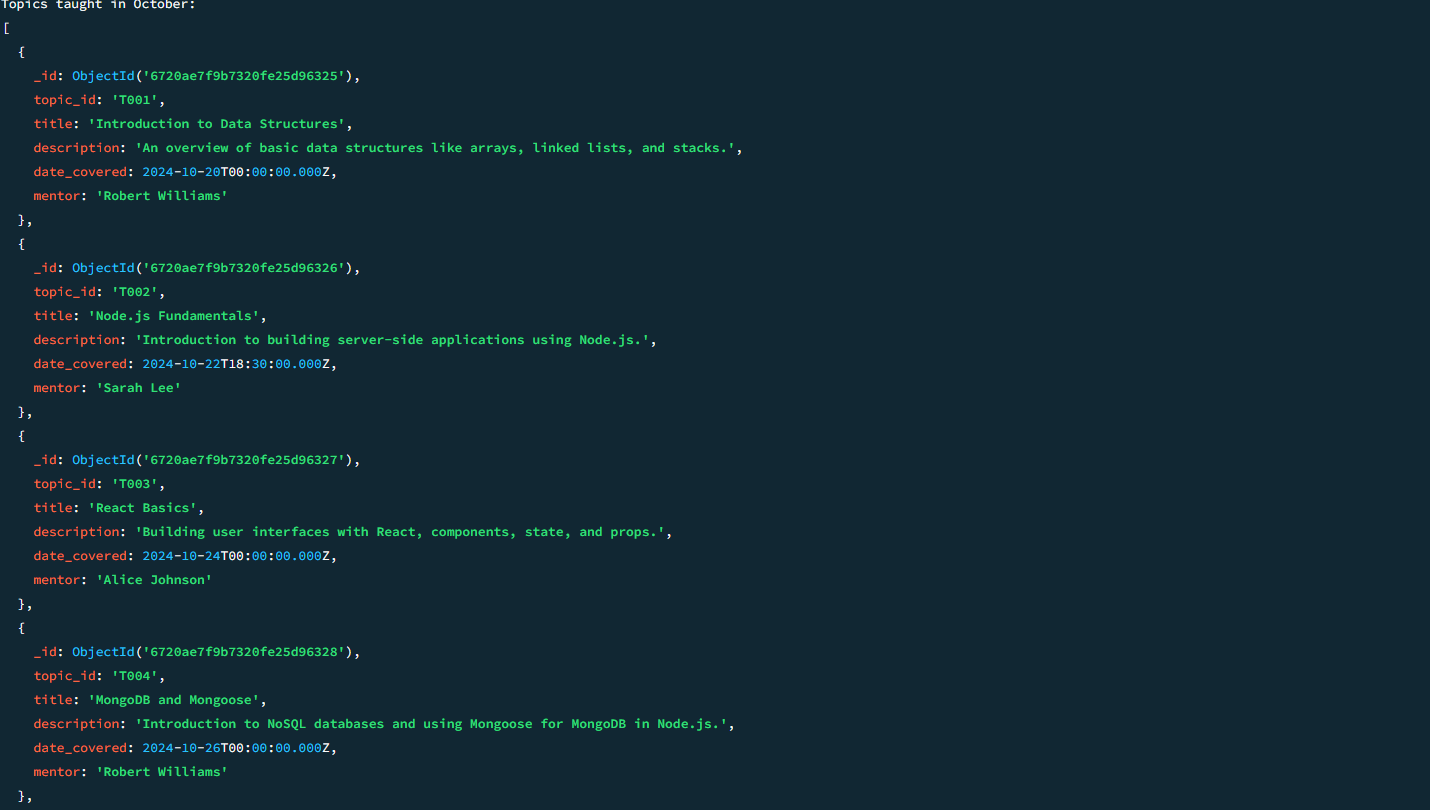 Topics taught in October:
[
{
_id: ObjectId('6720ae7f9b7320fe25d96325'),
topic_id: 'T001',
title: 'Introduction to Data Structures',
description: 'An overview of basic data structures like arrays, linked lists, and stacks.',
date_covered: 2024-10-20T00:00:00.000Z,
mentor: 'Robert Williams'
},
{
_id: ObjectId('6720ae7f9b7320fe25d96326'),
topic_id: 'T002',
title: 'Node.js Fundamentals',
description: 'Introduction to building server-side applications using Node.js.',
date_covered: 2024-10-22T18:30:00.000Z,
mentor: 'Sarah Lee'
},
{
_id: ObjectId('6720ae7f9b7320fe25d96327'),
topic_id: 'T003',
title: 'React Basics',
description: 'Building user interfaces with React, components, state, and props.',
date_covered: 2024-10-24T00:00:00.000Z,
mentor: 'Alice Johnson'
},
{
_id: ObjectId('6720ae7f9b7320fe25d96328'),
topic_id: 'T004',
title: 'MongoDB and Mongoose',
description: 'Introduction to NoSQL databases and using Mongoose for MongoDB in Node.js.',
date_covered: 2024-10-26T00:00:00.000Z,
mentor: 'Robert Williams'
},